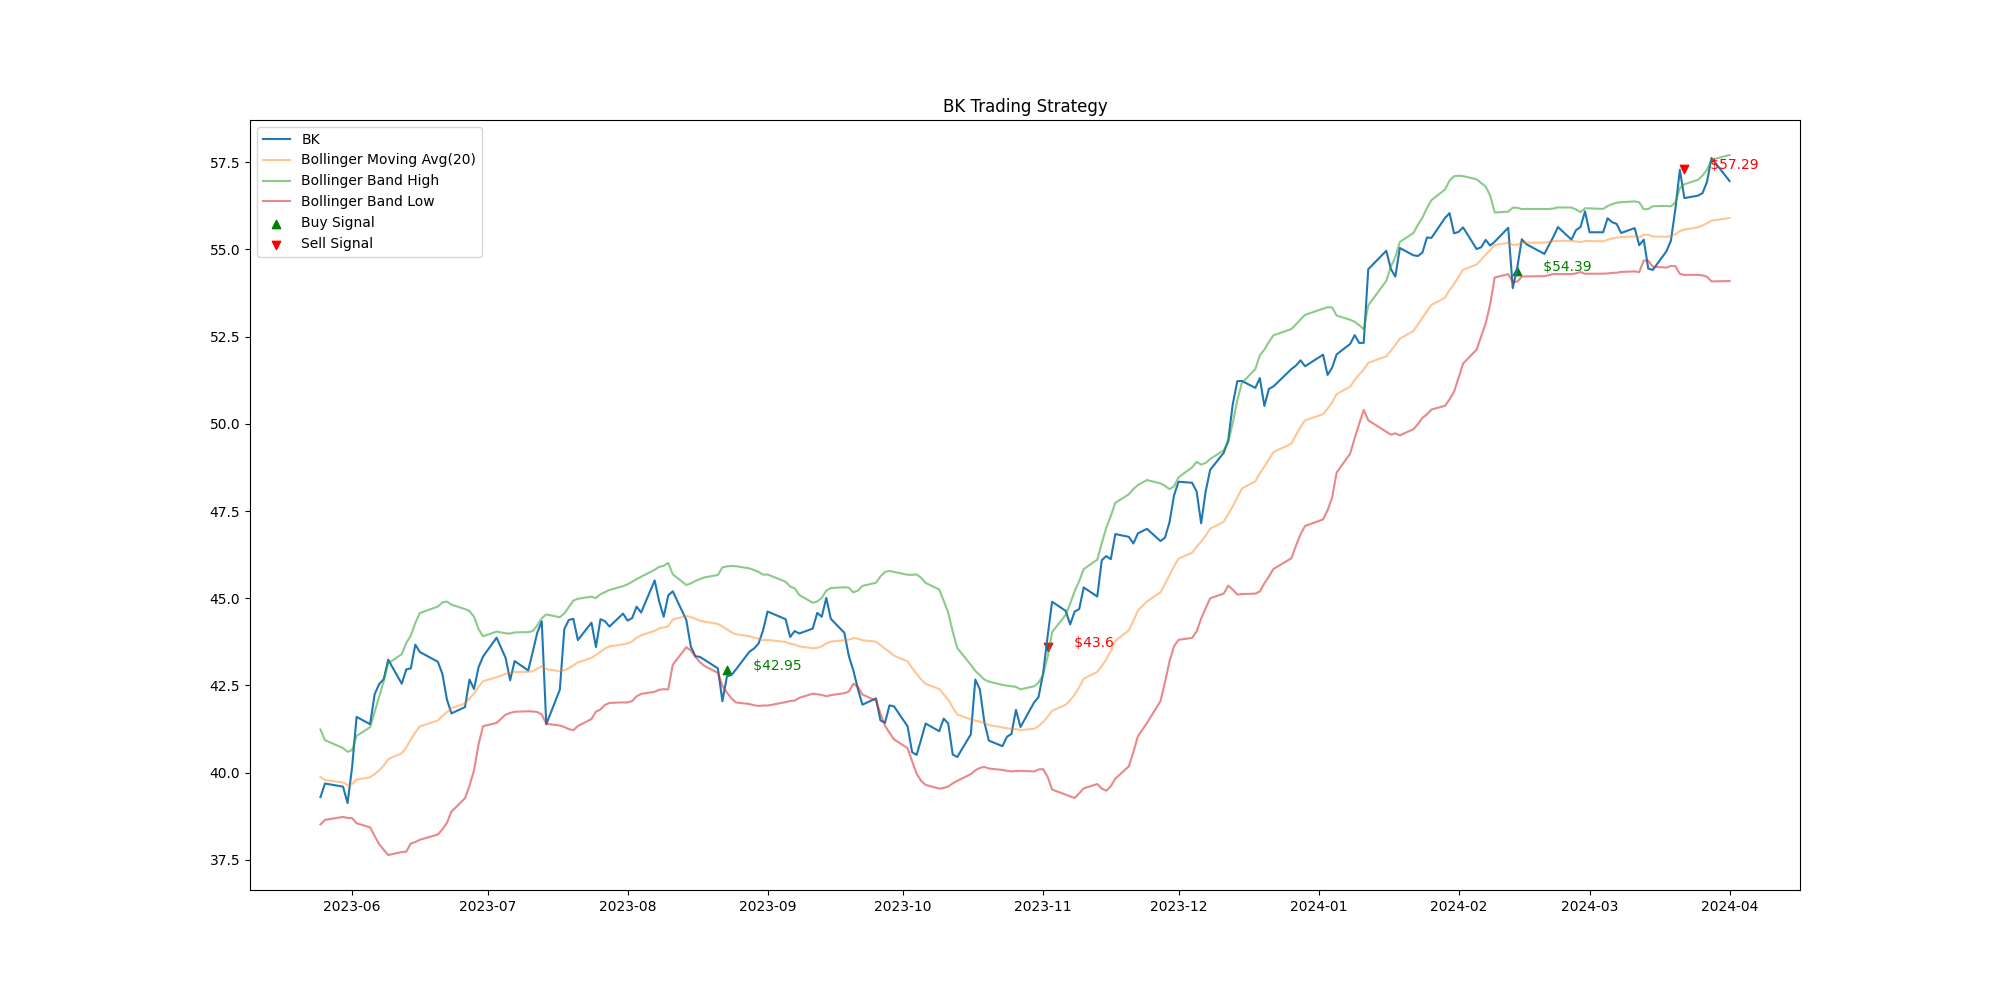 BK Trading Strategy
BK
Bollinger Moving Avg(20)
Bollinger Band High
Bollinger Band Low
Buy Signal
Sell Signal
57.5
55.0
52.5
50.0
47.5
45.0
42.5
40.0
37.5
$57.29
$54.39
$43.6
$42.95
2023-06 2023-07 2023-08 2023-09 2023-10 2023-11 2023-12 2024-01 2024-02 2024-03 2024-04